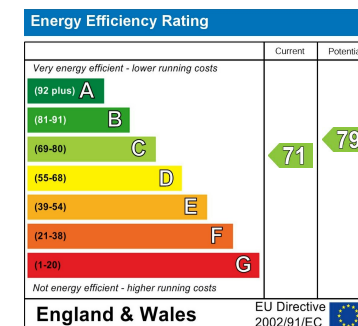 Energy Efficiency Rating
Current
Very energy efficient - lower running costs
(92 plus) A
(81-91) B
(69-80) C
71
79
(55-68) D
(39-54) E
(21-38) F
(1-20) G
Not energy efficient - higher running costs
England & Wales
EU Directive
2002/91/EC